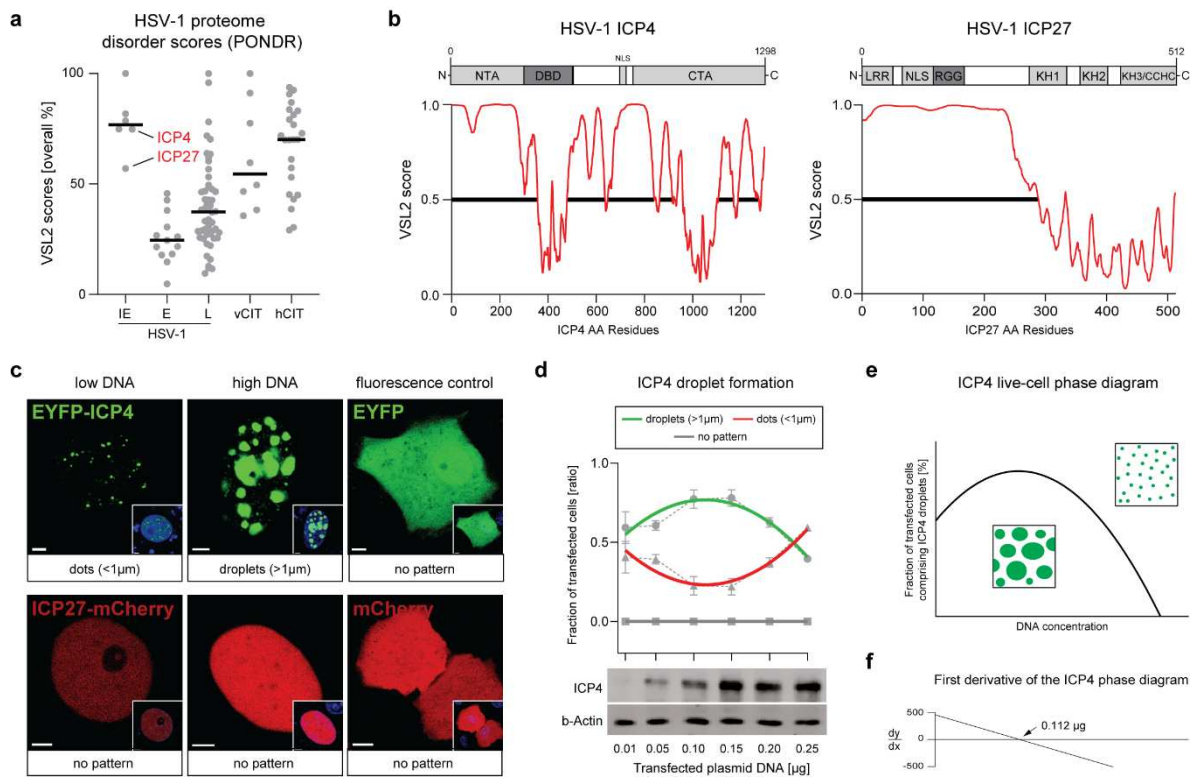 a
HSV-1 proteome
disorder scores (PONDR)
VSL2 scores [overall %]
100
50
0
ICP4
ICP27
IE
E
L
vCIT
hCIT
HSV-1
b
HSV-1 ICP4
0
1298
NLS
N
NTA
DBD
CTA
C
VSL2 score
1.0
0.5
0.0
0
200
400
600
800
1000
1200
ICP4 AA Residues
HSV-1 ICP27
0
512
N
LRR
NLS
RGG
KH1
KH2
KH3/CCHC
C
VSL2 score
1.0
0.5
0.0
0
100
200
300
400
500
ICP27 AA Residues
c
low DNA
high DNA
fluorescence control
EYFP-ICP4
EYFP
dots (<1µm)
droplets (>1µm)
no pattern
ICP27-mCherry
mCherry
no pattern
no pattern
no pattern
d
ICP4 droplet formation
droplets (>1µm)
dots (<1µm)
no pattern
Fraction of transfected cells [ratio]
1.0
0.5
0.0
ICP4
b-Actin
0.01
0.05
0.10
0.15
0.20
0.25
Transfected plasmid DNA [µg]
e
ICP4 live-cell phase diagram
Fraction of transfected cells
comprising ICP4 droplets [%]
DNA concentration
f
First derivative of the ICP4 phase diagram
500
0
-500
dy
dx
0.112 µg